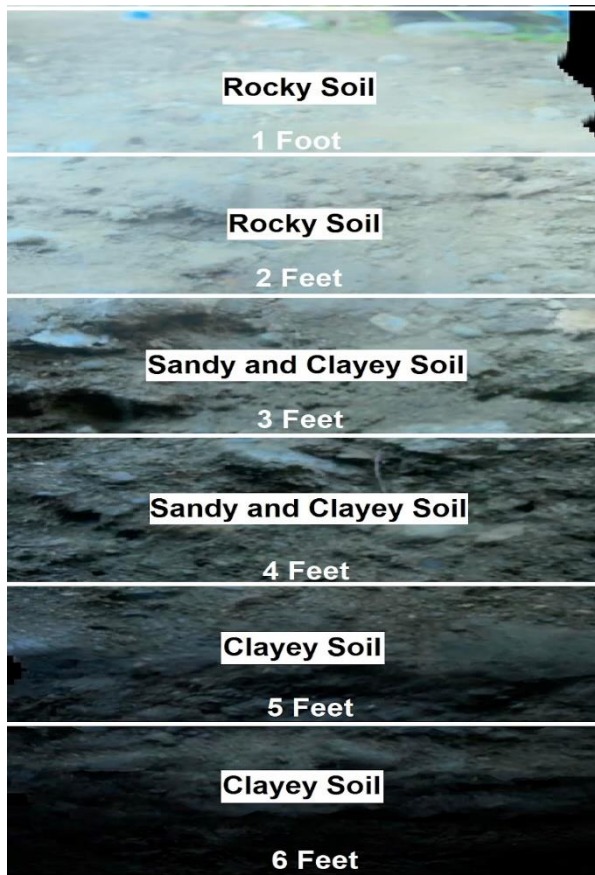 Rocky Soil
1 Foot
Rocky Soil
2 Feet
Sandy and Clayey Soil
3 Feet
Sandy and Clayey Soil
4 Feet
Clayey Soil
5 Feet
Clayey Soil
6 Feet